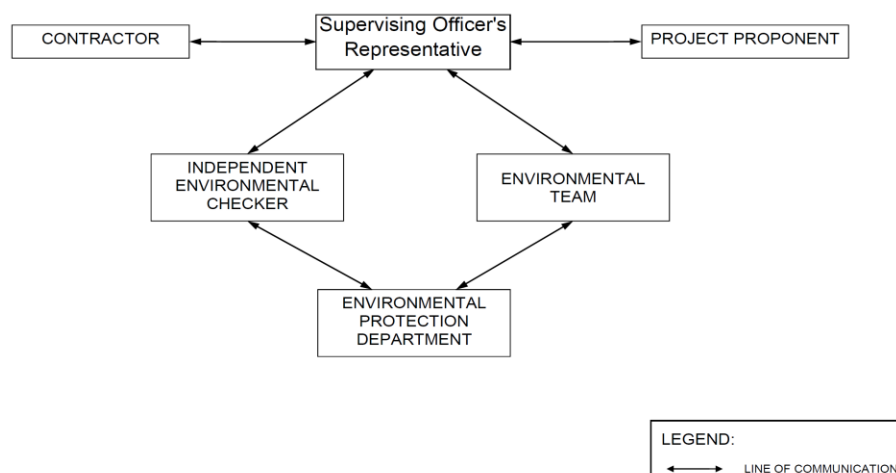 CONTRACTOR
Supervising Officer's
Representative
PROJECT PROPONENT
INDEPENDENT
ENVIRONMENTAL
CHECKER
ENVIRONMENTAL
TEAM
ENVIRONMENTAL
PROTECTION
DEPARTMENT
LEGEND:
LINE OF COMMUNICATION